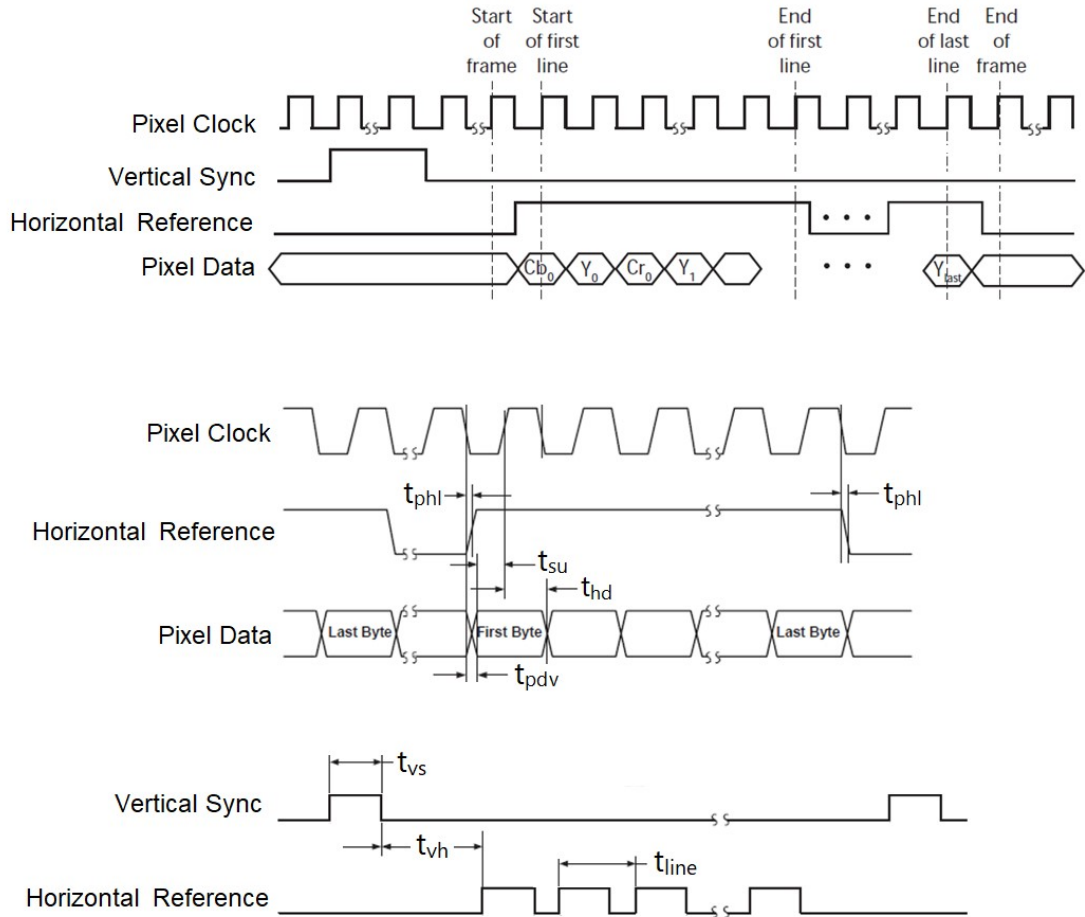 Start of frame
Start of first line
End of first line
End of last line
End of frame
Pixel Clock
Vertical Sync
Horizontal Reference
Pixel Data
Cb0 Y0 Cr0 Y1
Ylast
Pixel Clock
tphl
tphl
Horizontal Reference
tsu
thd
Pixel Data
Last Byte
First Byte
Last Byte
tpdv
tvs
Vertical Sync
tvh
tline
Horizontal Reference